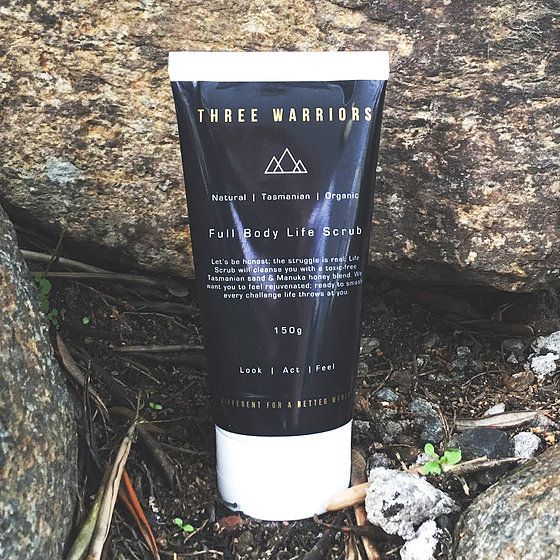 THREE WARRIORS
Natural | Tasmanian | Organic
Full Body Life Scrub
Let's be honest; the struggle is real. Life
Scrub will cleanse you with a toxic-free
Tasmanian sand & Manuka honey blend. We
want you to feel rejuvenated; ready to smash
every challenge life throws at you.
150g
Look | Act | Feel
DIFFERENT FOR A BETTER WORLD